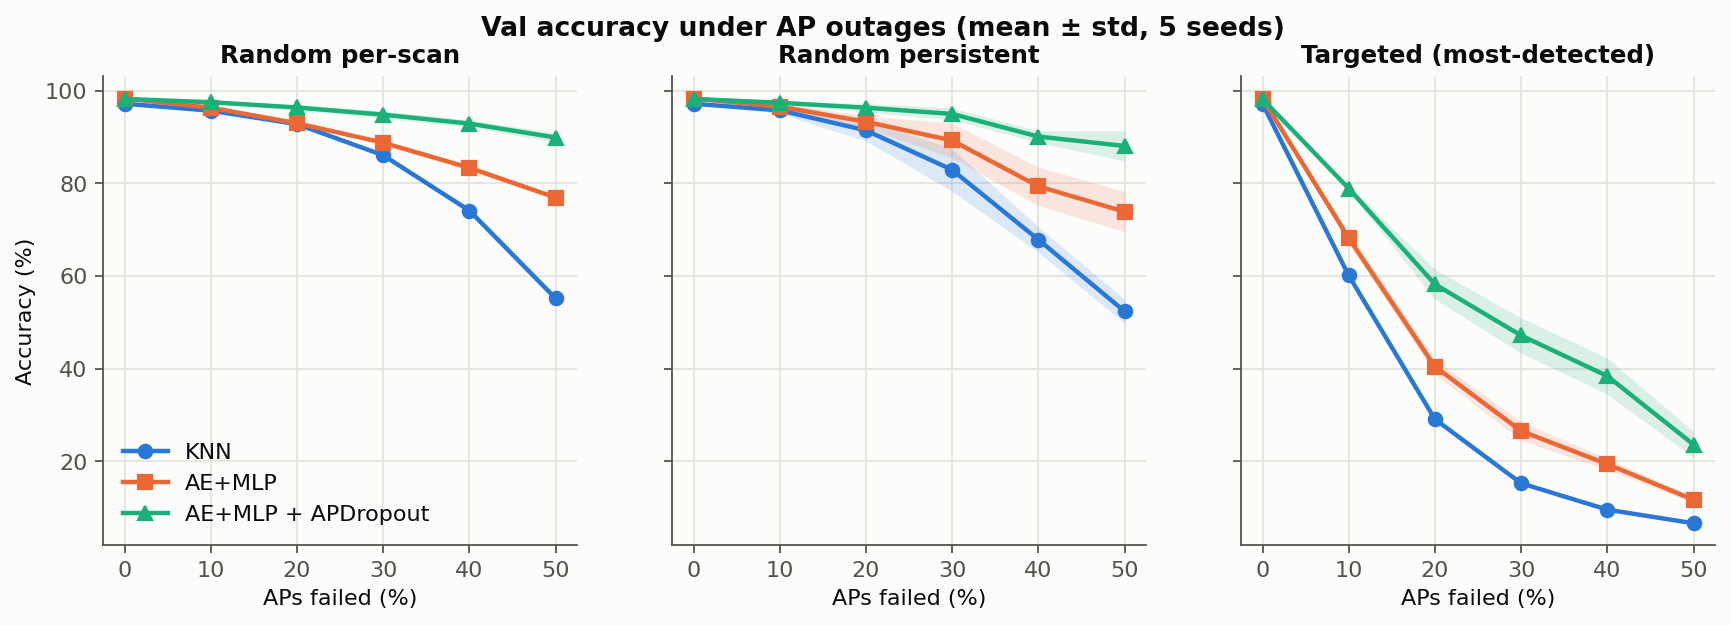 Val accuracy under AP outages (mean ± std, 5 seeds)
Random per-scan
Random persistent
Targeted (most-detected)
Accuracy (%)
100
80
60
40
20
KNN
AE+MLP
AE+MLP + APDropout
0 10 20 30 40 50
0 10 20 30 40 50
0 10 20 30 40 50
APs failed (%)
APs failed (%)
APs failed (%)